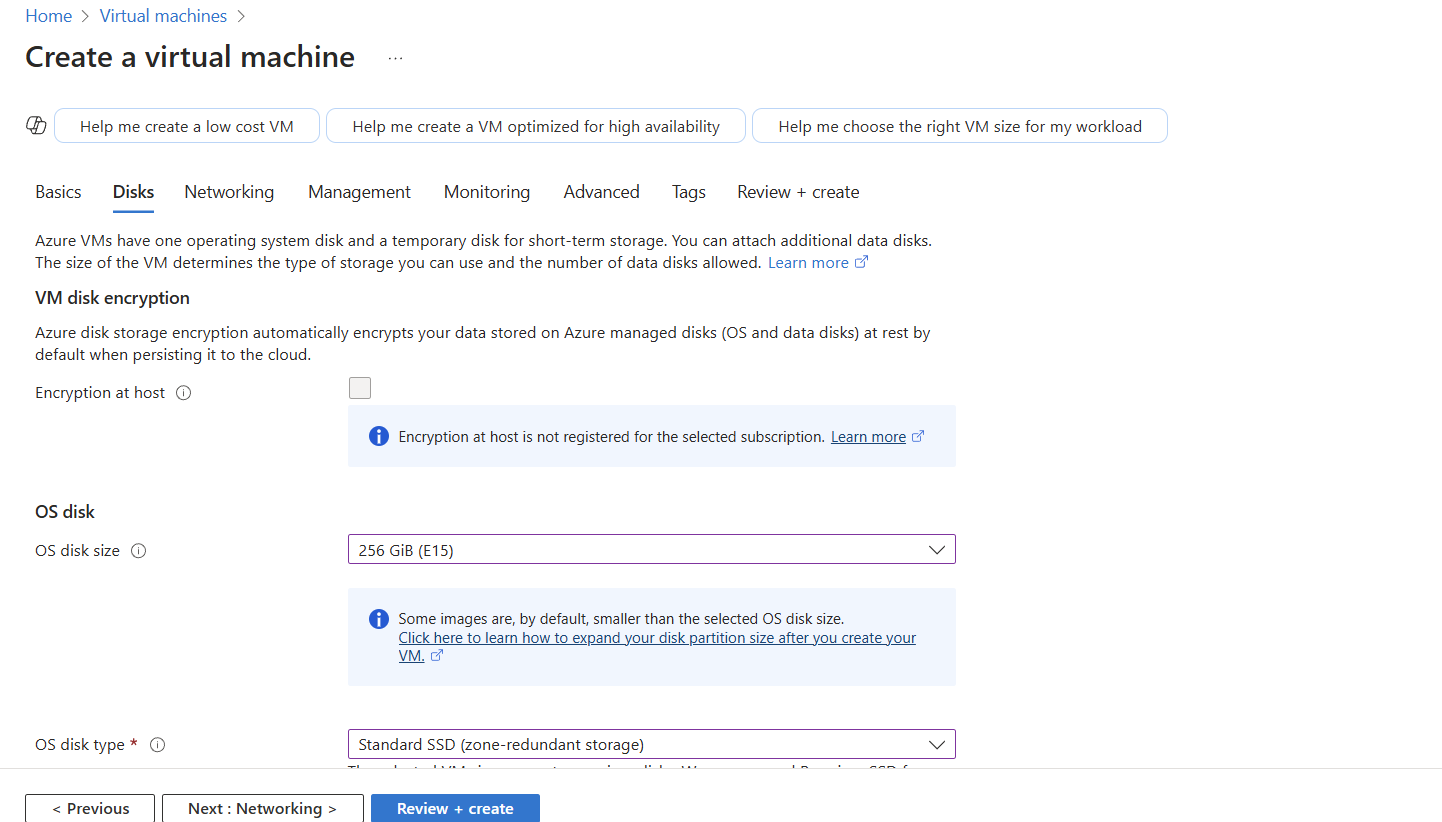 Home > Virtual machines >
Create a virtual machine ...
Help me create a low cost VM
Help me create a VM optimized for high availability
Help me choose the right VM size for my workload
Basics Disks Networking Management Monitoring Advanced Tags Review + create
Azure VMs have one operating system disk and a temporary disk for short-term storage. You can attach additional data disks.
The size of the VM determines the type of storage you can use and the number of data disks allowed. Learn more
VM disk encryption
Azure disk storage encryption automatically encrypts your data stored on Azure managed disks (OS and data disks) at rest by
default when persisting it to the cloud.
Encryption at host
Encryption at host is not registered for the selected subscription. Learn more
OS disk
OS disk size
256 GiB (E15)
Some images are, by default, smaller than the selected OS disk size.
Click here to learn how to expand your disk partition size after you create your
VM.
OS disk type *
Standard SSD (zone-redundant storage)
< Previous
Next : Networking >
Review + create